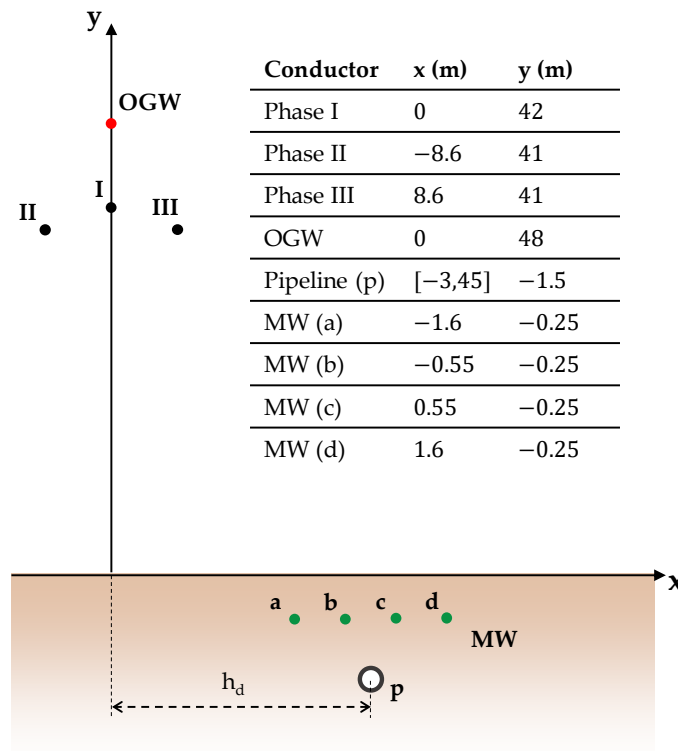 y
OGW
I
II
III
Conductor x (m) y (m)
Phase I 0 42
Phase II −8.6 41
Phase III 8.6 41
OGW 0 48
Pipeline (p) [−3,45] −1.5
MW (a) −1.6 −0.25
MW (b) −0.55 −0.25
MW (c) 0.55 −0.25
MW (d) 1.6 −0.25
x
a b c d
MW
h_d
p